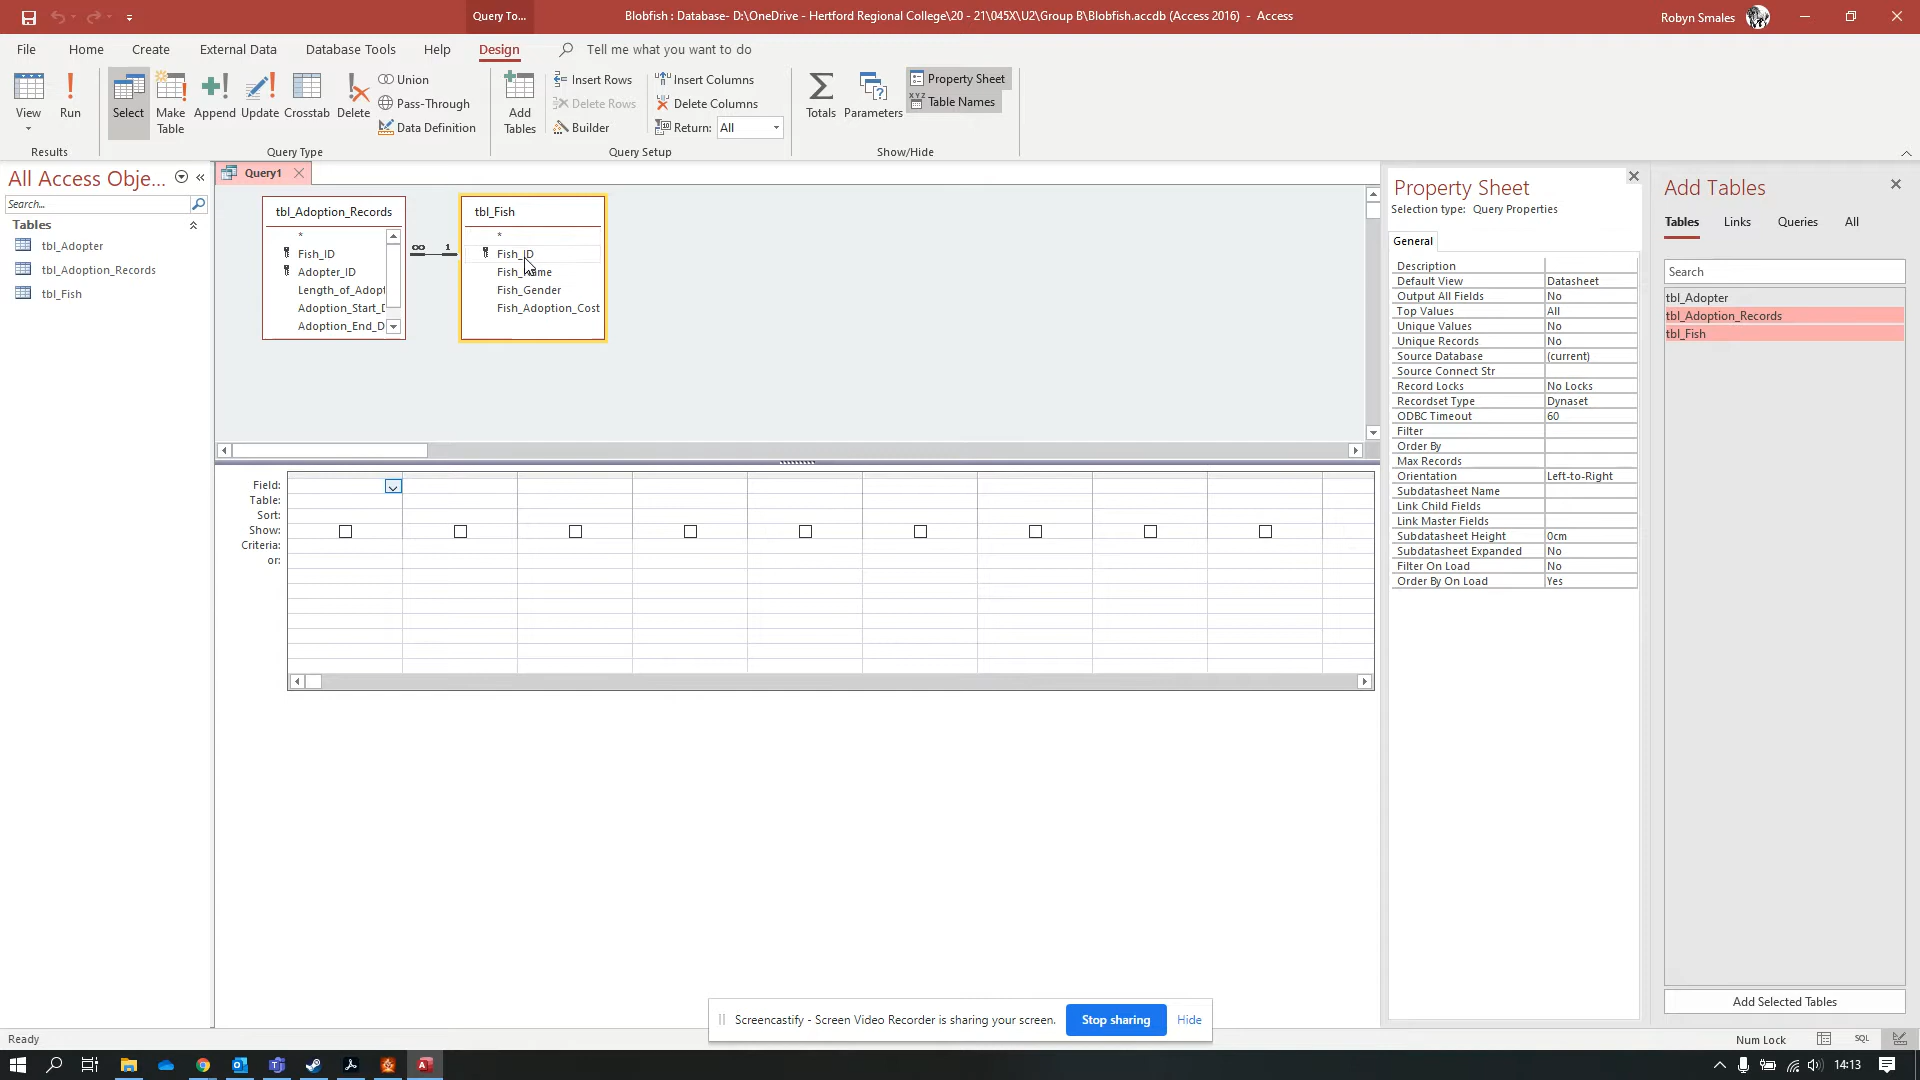 Query To...
Blobfish : Database- D:\OneDrive - Hertford Regional College\20 - 21\045X\U2\Group B\Blobfish.accdb (Access 2016) - Access
Robyn Smales
File Home Create External Data Database Tools Help Design Tell me what you want to do
View
Run
Results
Select
Make Table
Append
Update
Crosstab
Delete
Union
Pass-Through
Data Definition
Query Type
Add Tables
Insert Rows
Delete Rows
Builder
Insert Columns
Delete Columns
Return: All
Query Setup
Totals
Parameters
Property Sheet
Table Names
Show/Hide
All Access Obje...
Search...
Tables
tbl_Adopter
tbl_Adoption_Records
tbl_Fish
Query1
tbl_Adoption_Records
*
Fish_ID
Adopter_ID
Length_of_Adopt
Adoption_Start_D
Adoption_End_D
∞ 1
tbl_Fish
*
Fish_ID
Fish_Name
Fish_Gender
Fish_Adoption_Cost
Field:
Table:
Sort:
Show:
Criteria:
or:
Property Sheet
Selection type: Query Properties
General
Description
Default View Datasheet
Output All Fields No
Top Values All
Unique Values No
Unique Records No
Source Database (current)
Source Connect Str
Record Locks No Locks
Recordset Type Dynaset
ODBC Timeout 60
Filter
Order By
Max Records
Orientation Left-to-Right
Subdatasheet Name
Link Child Fields
Link Master Fields
Subdatasheet Height 0cm
Subdatasheet Expanded No
Filter On Load No
Order By On Load Yes
Add Tables
Tables Links Queries All
Search
tbl_Adopter
tbl_Adoption_Records
tbl_Fish
Add Selected Tables
Screencastify - Screen Video Recorder is sharing your screen. Stop sharing Hide
Ready
Num Lock
SQL
14:13